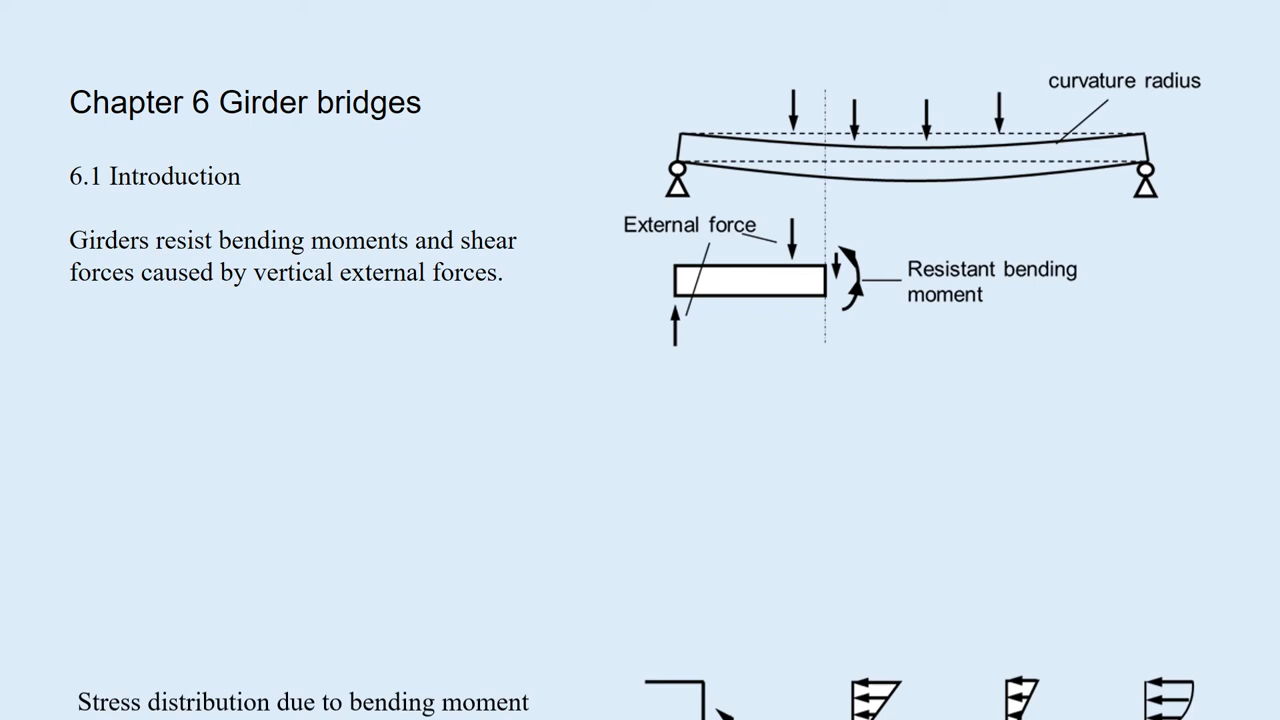 Chapter 6 Girder bridges
6.1 Introduction
Girders resist bending moments and shear
forces caused by vertical external forces.
curvature radius
External force
Resistant bending
moment
Stress distribution due to bending moment